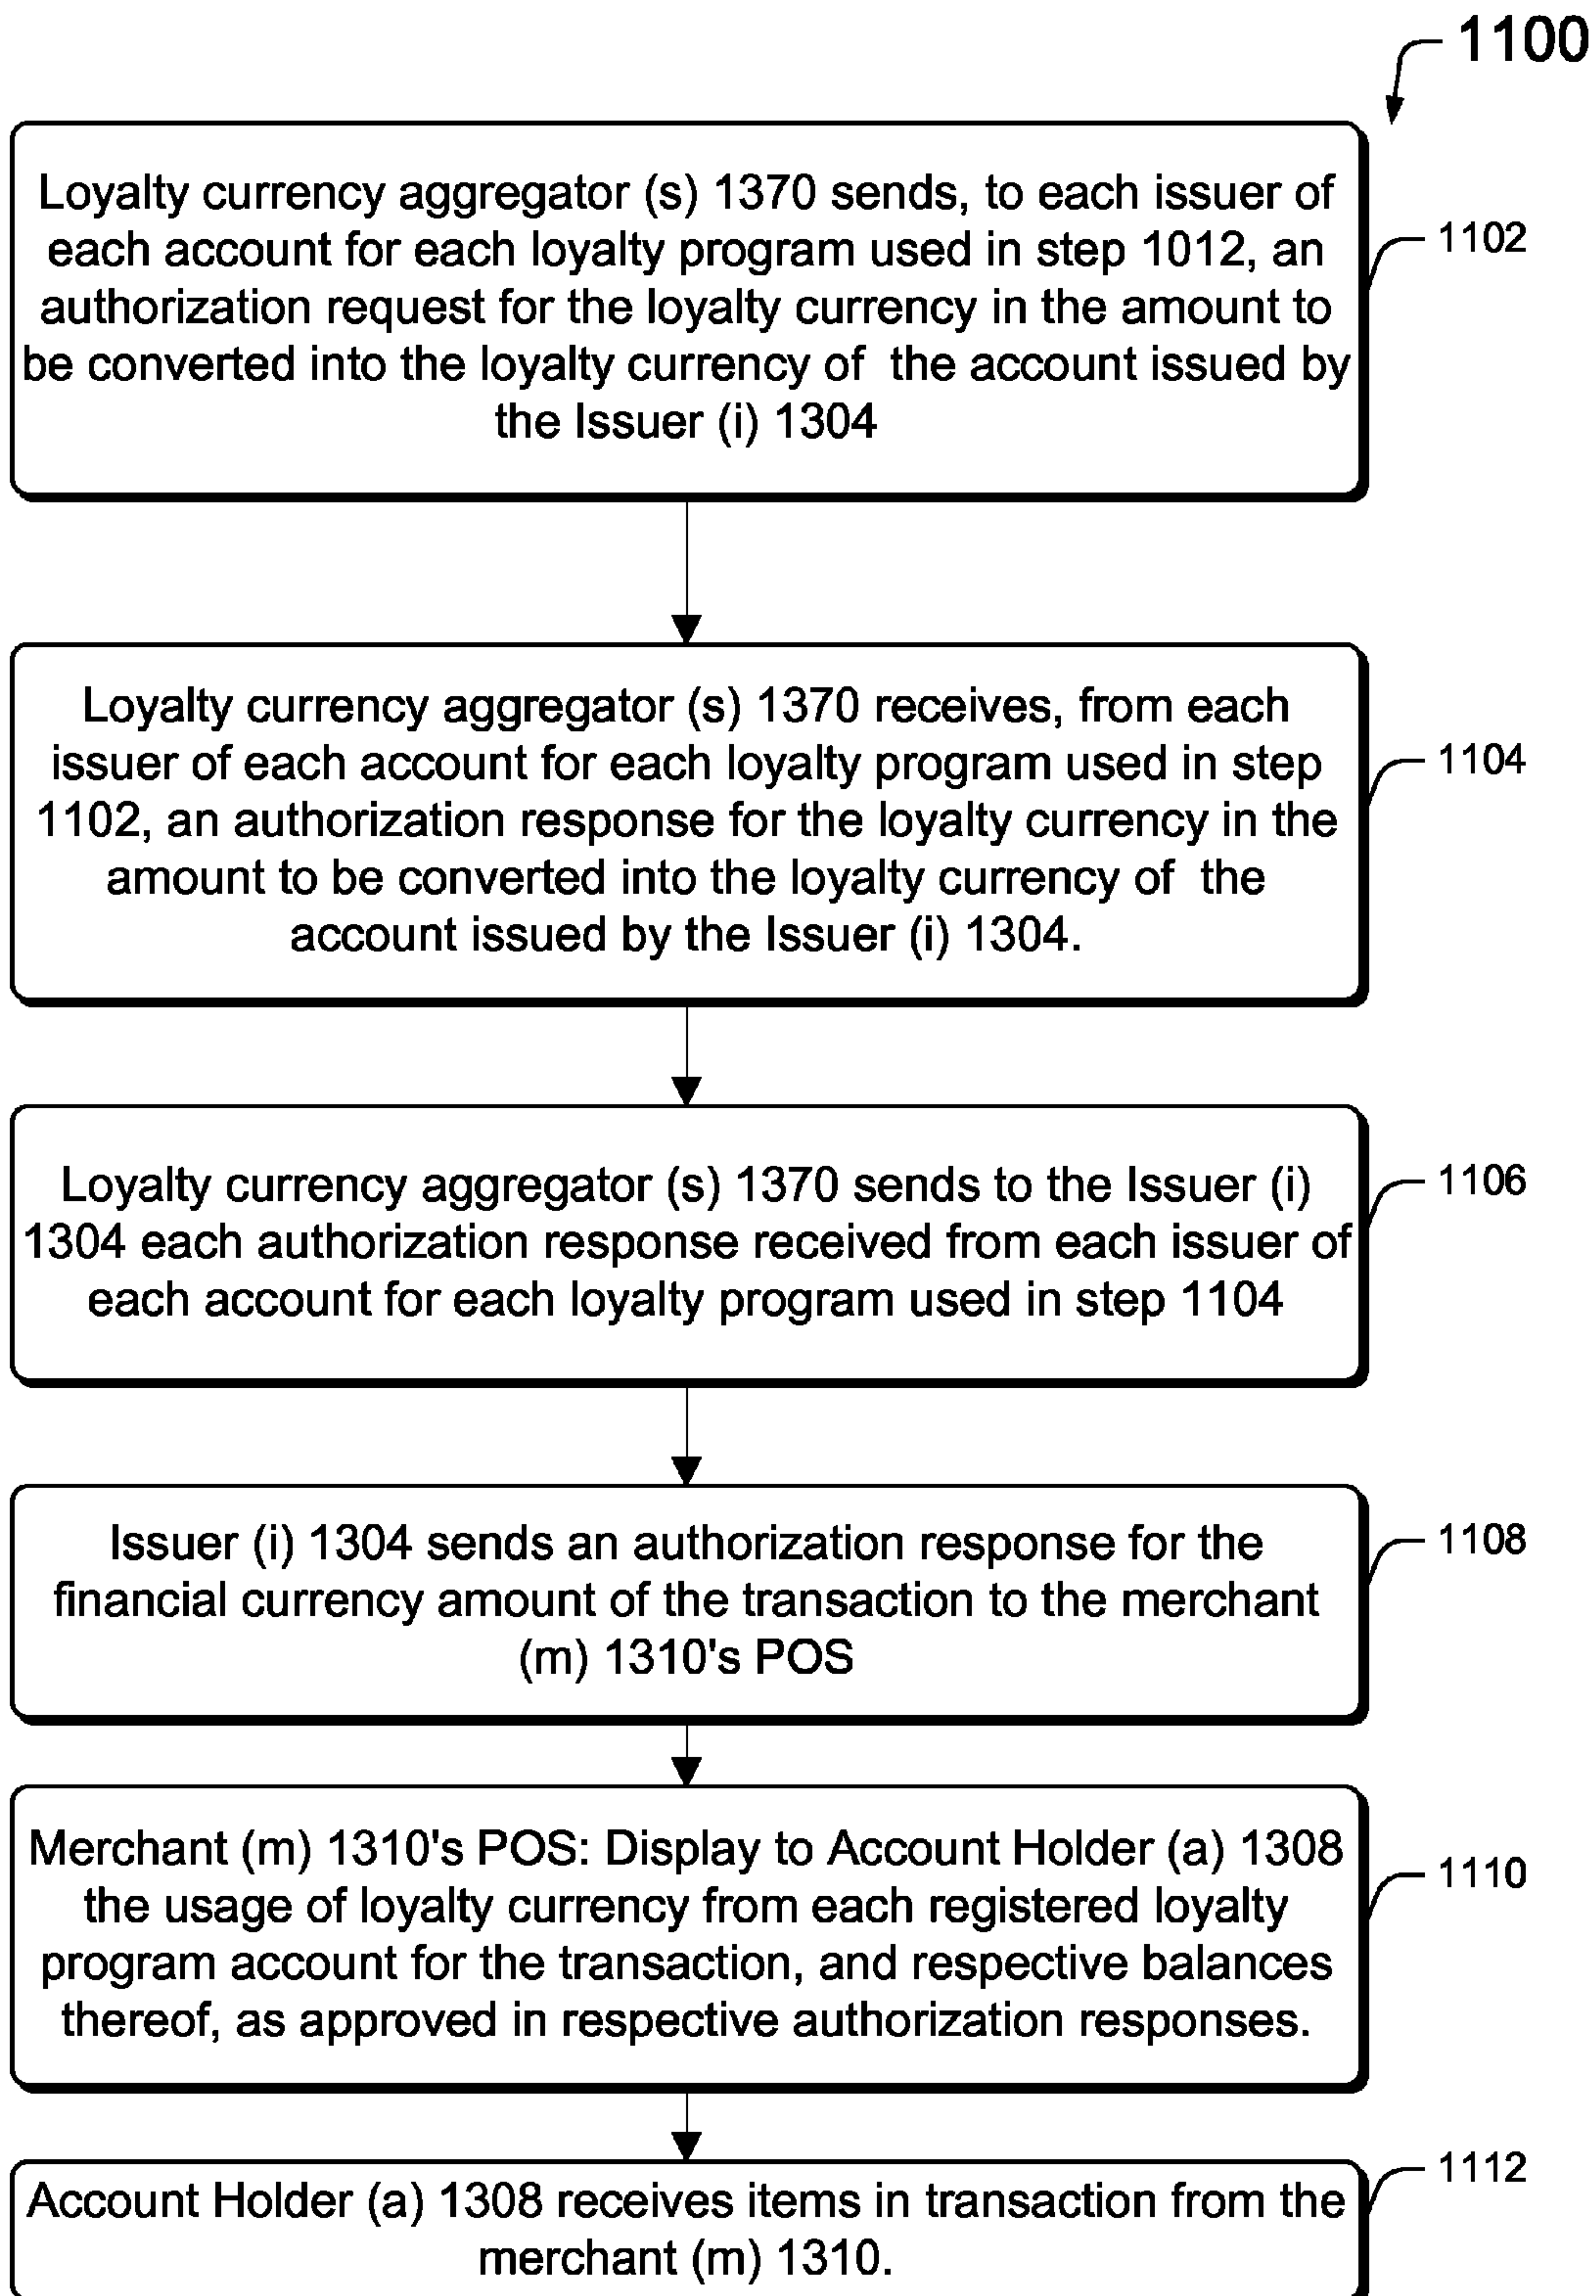 1100
Loyalty currency aggregator (s) 1370 sends, to each issuer of
each account for each loyalty program used in step 1012, an
authorization request for the loyalty currency in the amount to
be converted into the loyalty currency of the account issued by
the Issuer (i) 1304
1102
Loyalty currency aggregator (s) 1370 receives, from each
issuer of each account for each loyalty program used in step
1102, an authorization response for the loyalty currency in the
amount to be converted into the loyalty currency of the
account issued by the Issuer (i) 1304.
1104
Loyalty currency aggregator (s) 1370 sends to the Issuer (i)
1304 each authorization response received from each issuer of
each account for each loyalty program used in step 1104
1106
Issuer (i) 1304 sends an authorization response for the
financial currency amount of the transaction to the merchant
(m) 1310's POS
1108
Merchant (m) 1310's POS: Display to Account Holder (a) 1308
the usage of loyalty currency from each registered loyalty
program account for the transaction, and respective balances
thereof, as approved in respective authorization responses.
1110
Account Holder (a) 1308 receives items in transaction from the
merchant (m) 1310.
1112